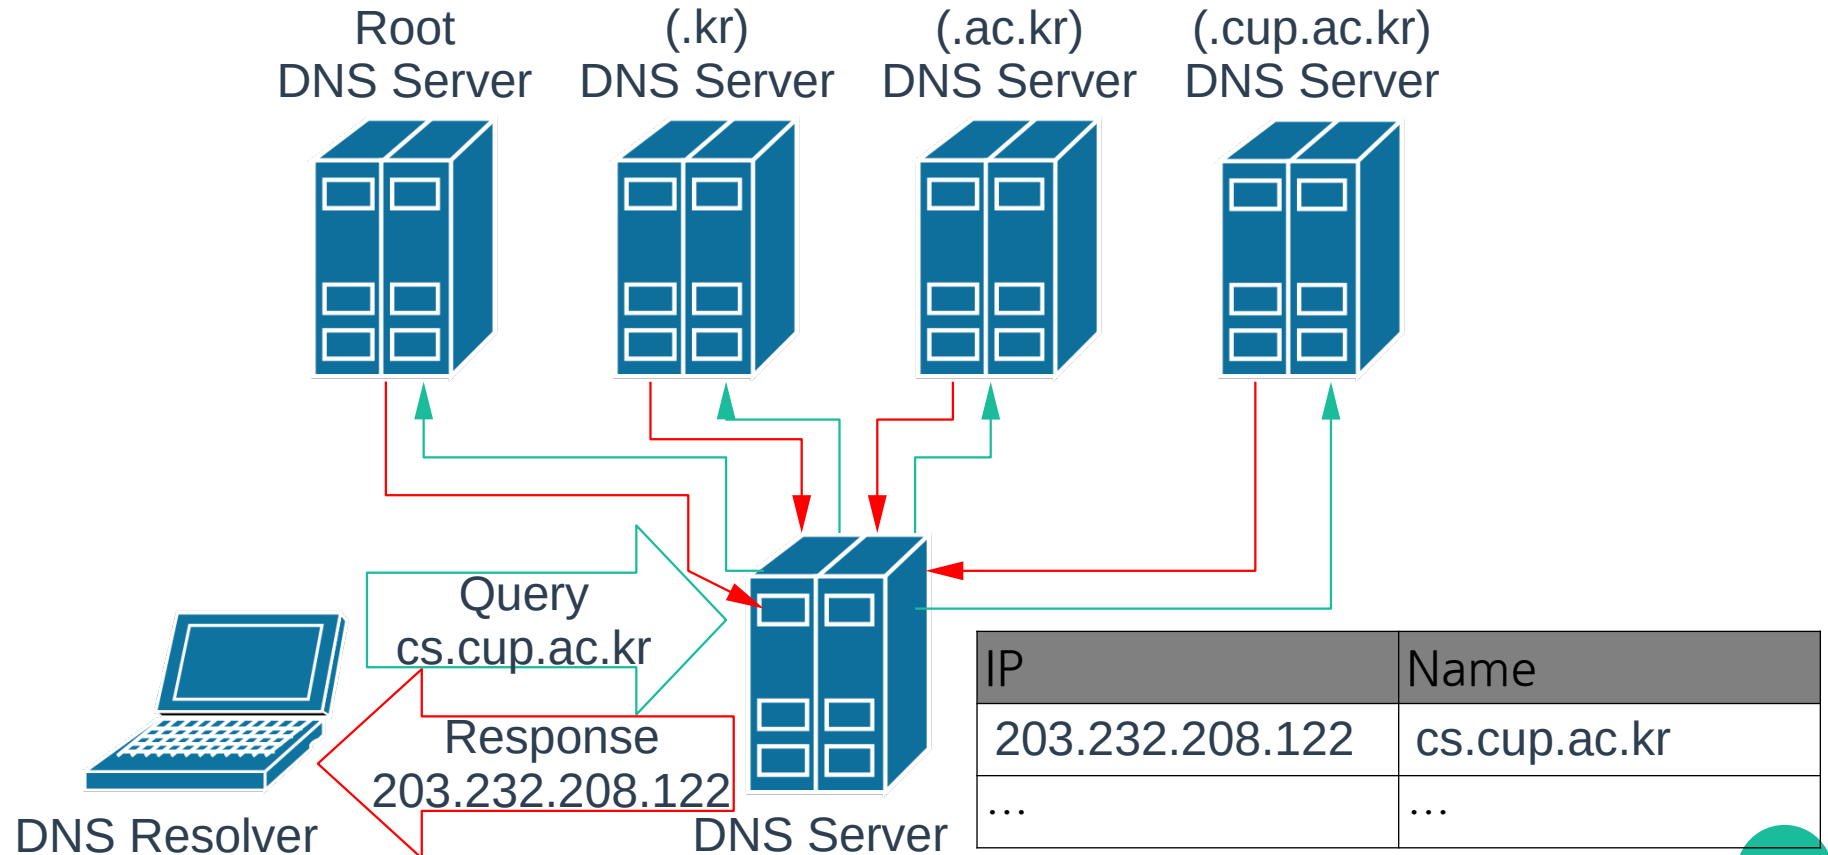 Root
DNS Server
(.kr)
DNS Server
(.ac.kr)
DNS Server
(.cup.ac.kr)
DNS Server
Query
cs.cup.ac.kr
Response
203.232.208.122
DNS Resolver
DNS Server
IP Name
203.232.208.122 cs.cup.ac.kr
… …